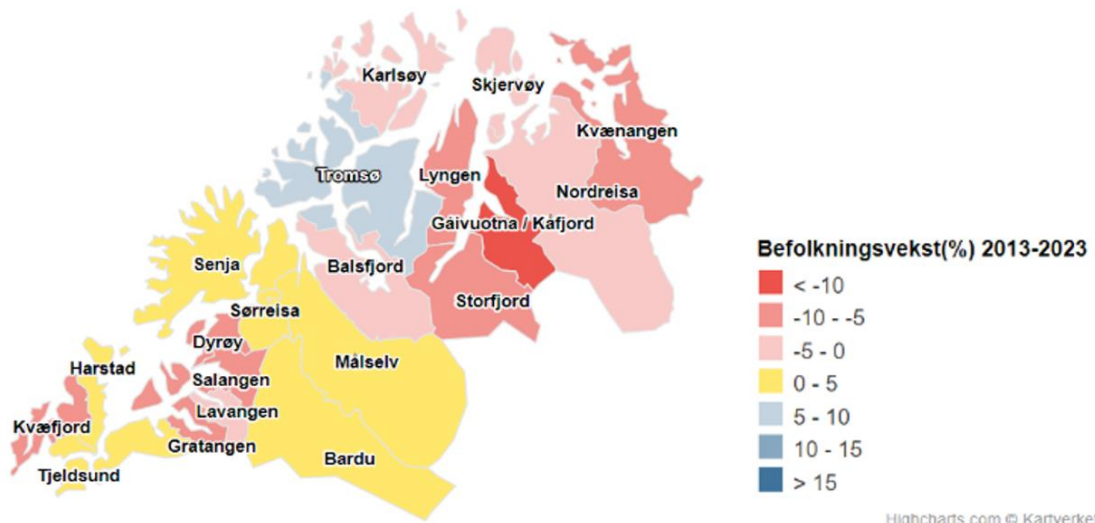 Karlsøy
Skjervøy
Kvænangen
Tromsø
Lyngen
Nordreisa
Gáivuotna / Kåfjord
Senja
Balsfjord
Storfjord
Sørreisa
Dyrøy
Målselv
Harstad
Salangen
Lavangen
Kvæfjord
Gratangen
Bardu
Tjeldsund
Befolkningsvekst(%) 2013-2023
< -10
-10 - -5
-5 - 0
0 - 5
5 - 10
10 - 15
> 15
Highcharts.com © Kartverket